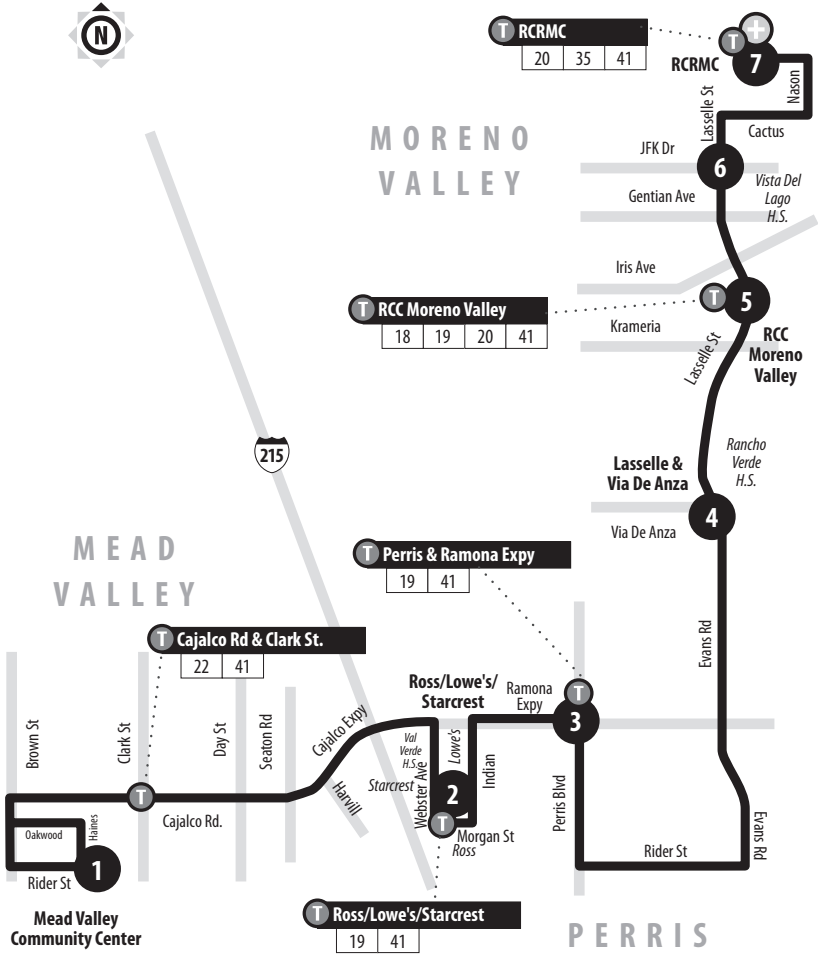 N
T RCRMC
20 35 41
T
RCRMC
7
Nason
Lasselle St
Cactus
MORENO
VALLEY
JFK Dr
6
Vista Del
Lago
H.S.
Gentian Ave
Iris Ave
T RCC Moreno Valley
18 19 20 41
T
5
Krameria
RCC
Moreno
Valley
Lasselle St
215
Rancho
Verde
H.S.
Lasselle &
Via De Anza
4
Via De Anza
MEAD
VALLEY
T Perris & Ramona Expy
19 41
T Cajalco Rd & Clark St.
22 41
Evans Rd
Ross/Lowe's/
Starcrest
Ramona
Expy
T
3
Brown St
Clark St
Day St
Seaton Rd
Cajalco Expy
Val
Verde
H.S.
Lowe's
Indian
Starcrest
Webster Ave
2
Harvill
Perris Blvd
T
Cajalco Rd.
T
Morgan St
Ross
Oakwood
Haines
Evans Rd
Rider St
1
Rider St
Mead Valley
Community Center
T Ross/Lowe's/Starcrest
19 41
PERRIS